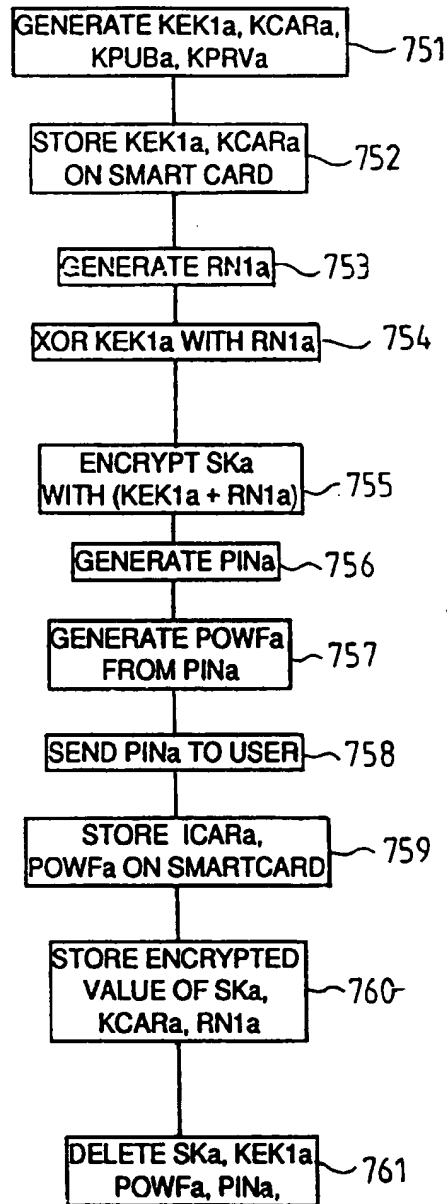 GENERATE KEK1a, KCARa,
KPUBa, KPRVa
751
STORE KEK1a, KCARa
ON SMART CARD
752
GENERATE RN1a
753
XOR KEK1a WITH RN1a
754
ENCRYPT SKa
WITH (KEK1a + RN1a)
755
GENERATE PINa
756
GENERATE POWFa
FROM PINa
757
SEND PINa TO USER
758
STORE ICARa,
POWFa ON SMARTCARD
759
STORE ENCRYPTED
VALUE OF SKa,
KCARa, RN1a
760
DELETE SKa, KEK1a
POWFa, PINa,
761